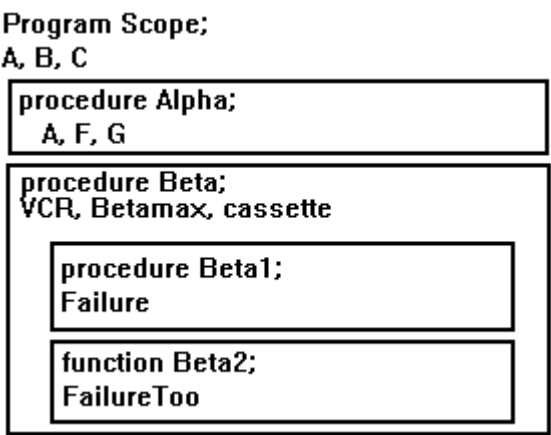 Program Scope;
A, B, C
procedure Alpha;
A, F, G
procedure Beta;
VCR, Betamax, cassette
procedure Beta1;
Failure
function Beta2;
FailureToo